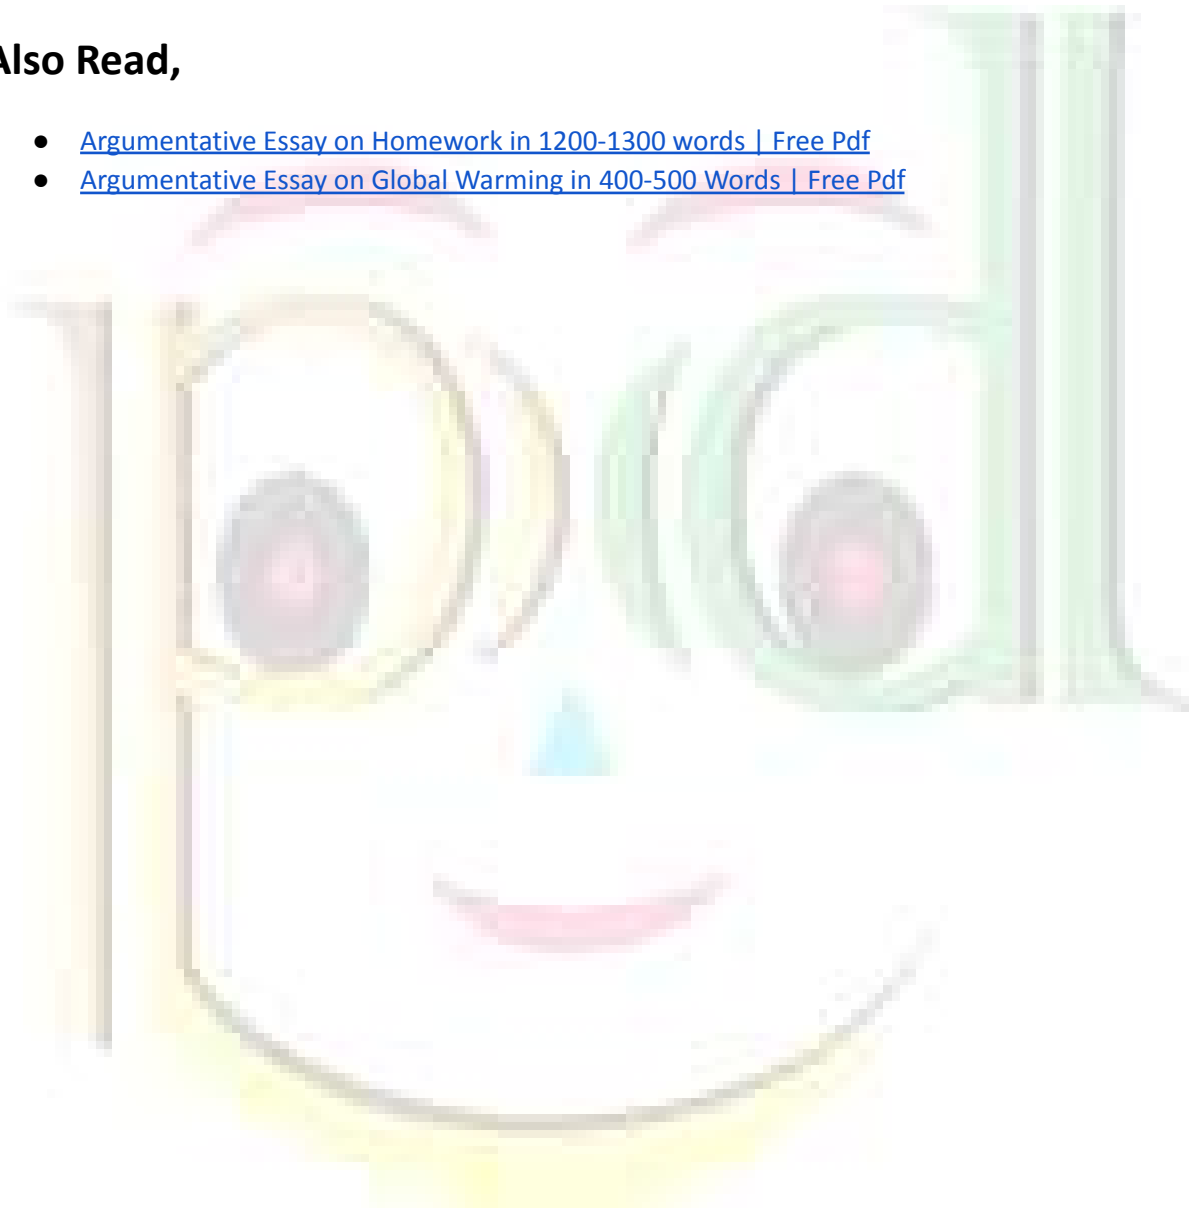 Also Read,
● Argumentative Essay on Homework in 1200-1300 words | Free Pdf
● Argumentative Essay on Global Warming in 400-500 Words | Free Pdf